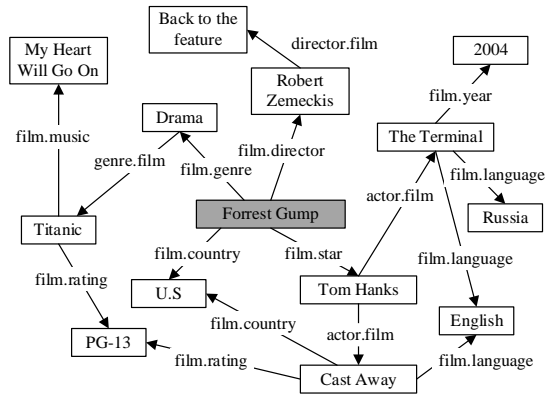 Back to the
feature
My Heart
Will Go On
director.film
2004
Robert
Zemeckis
film.year
Drama
film.music
The Terminal
genre.film
film.genre
film.director
film.language
actor.film
Forrest Gump
Russia
Titanic
film.country
film.star
film.language
film.rating
U.S
Tom Hanks
English
film.country
PG-13
actor.film
film.rating
film.language
Cast Away